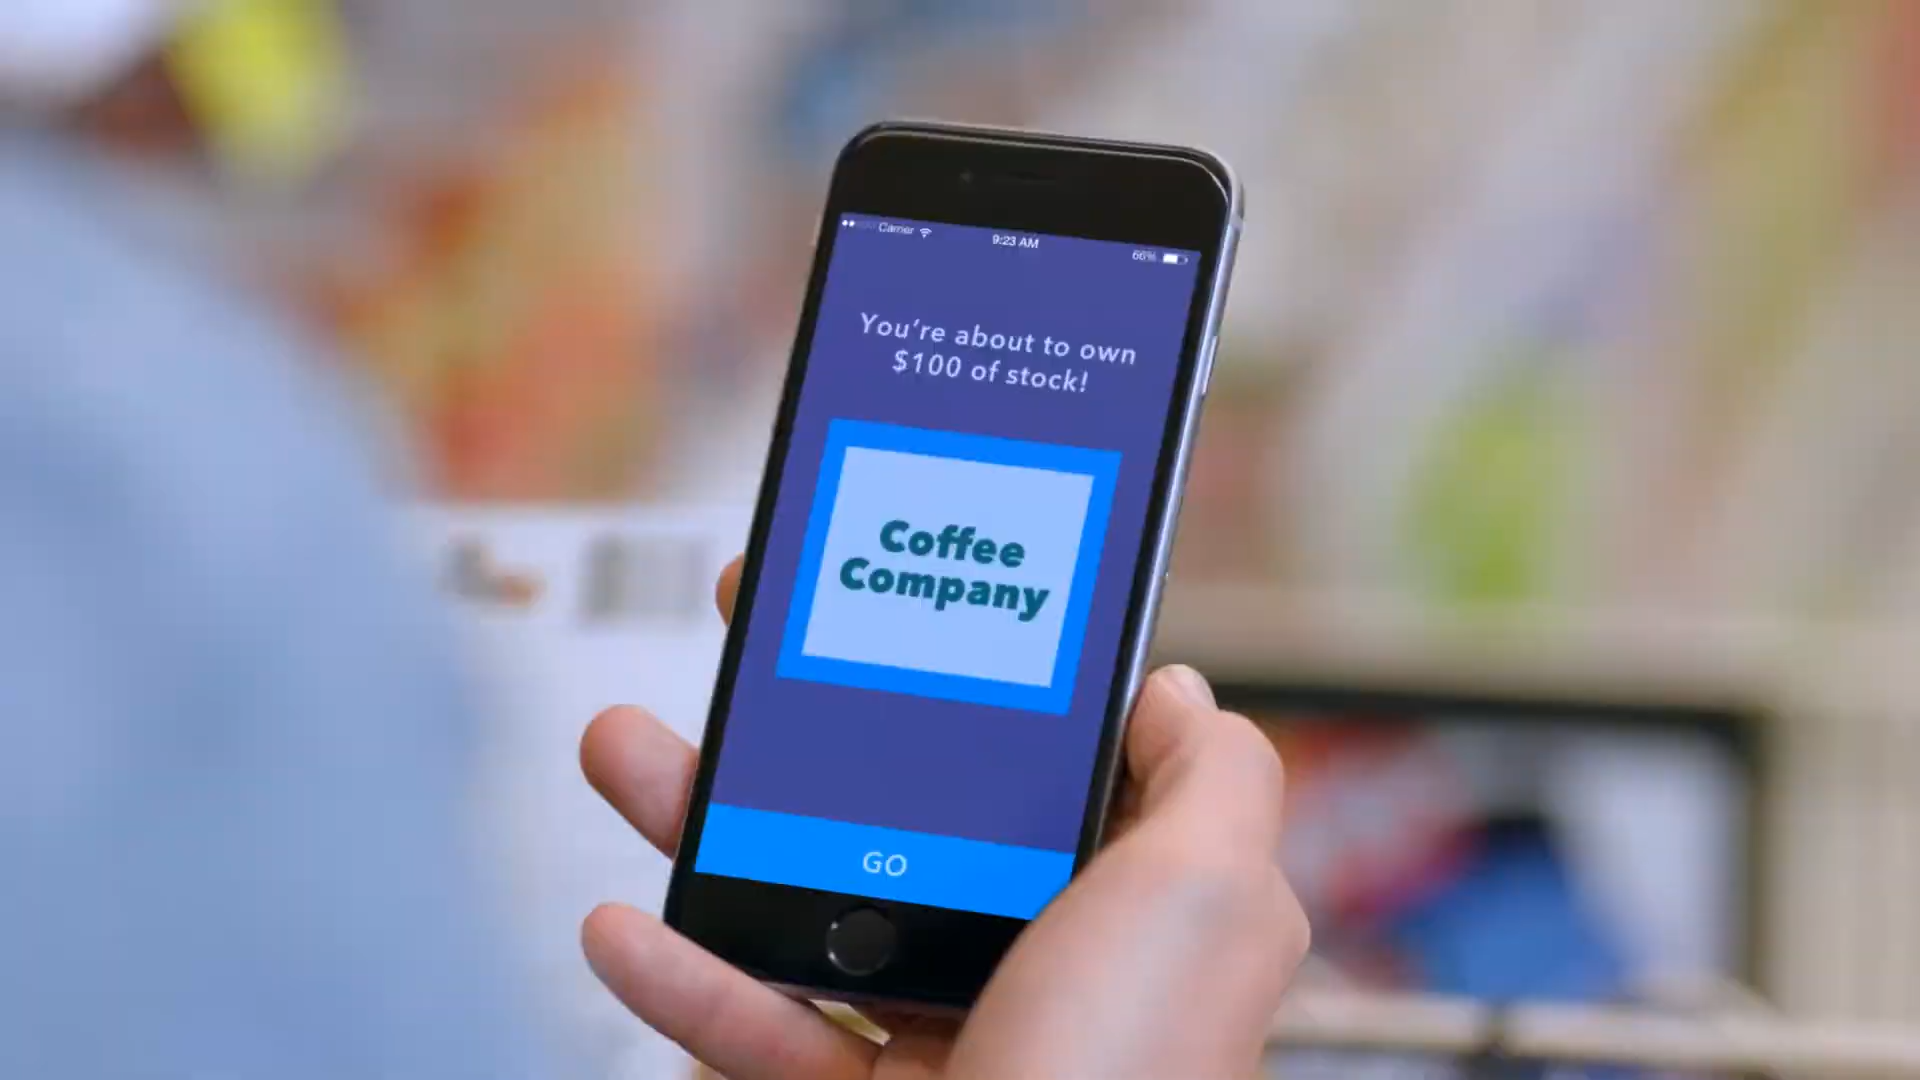 Carrier
9:23 AM
66%
You're about to own
$100 of stock!
Coffee
Company
GO